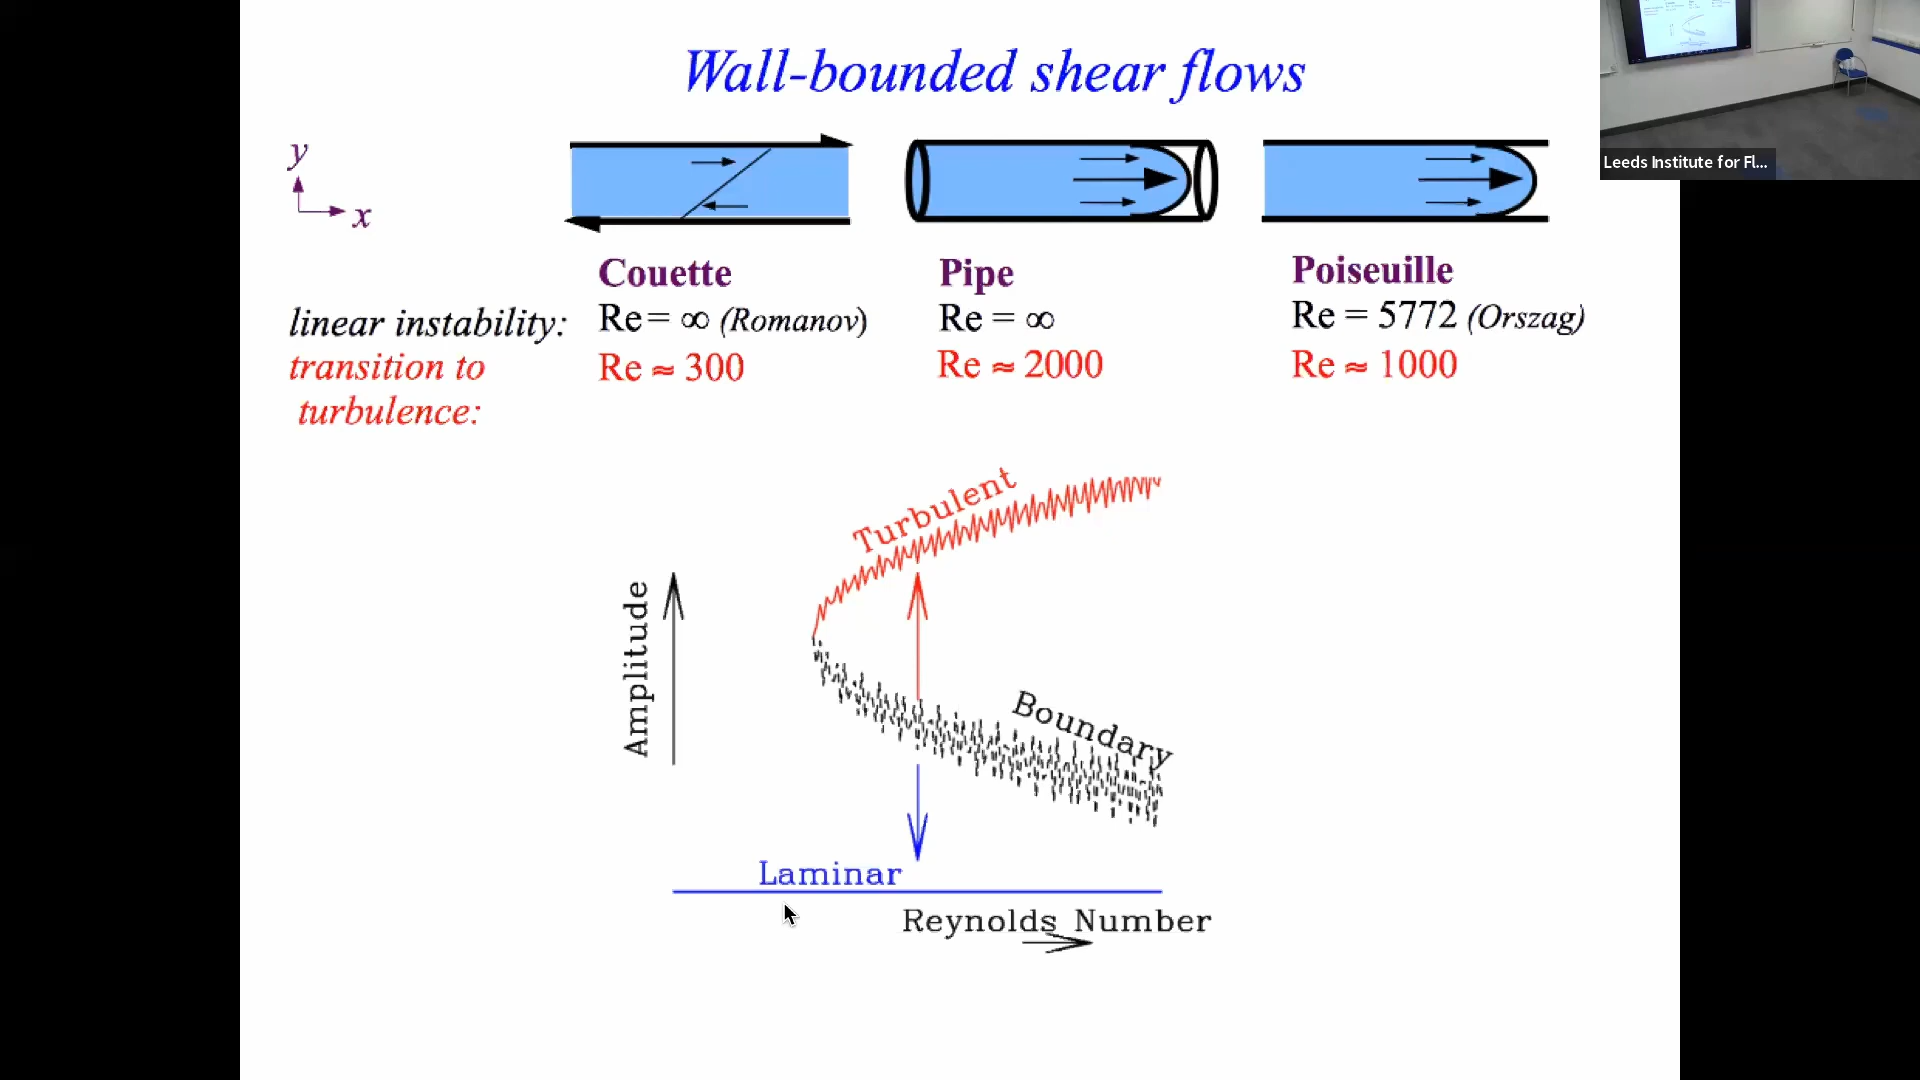 Wall-bounded shear flows
Leeds Institute for Fl...
y
x
Couette
Pipe
Poiseuille
linear instability:
Re = ∞ (Romanov)
Re = ∞
Re = 5772 (Orszag)
transition to
turbulence:
Re ≈ 300
Re ≈ 2000
Re ≈ 1000
Turbulent
Amplitude
Boundary
Laminar
Reynolds Number